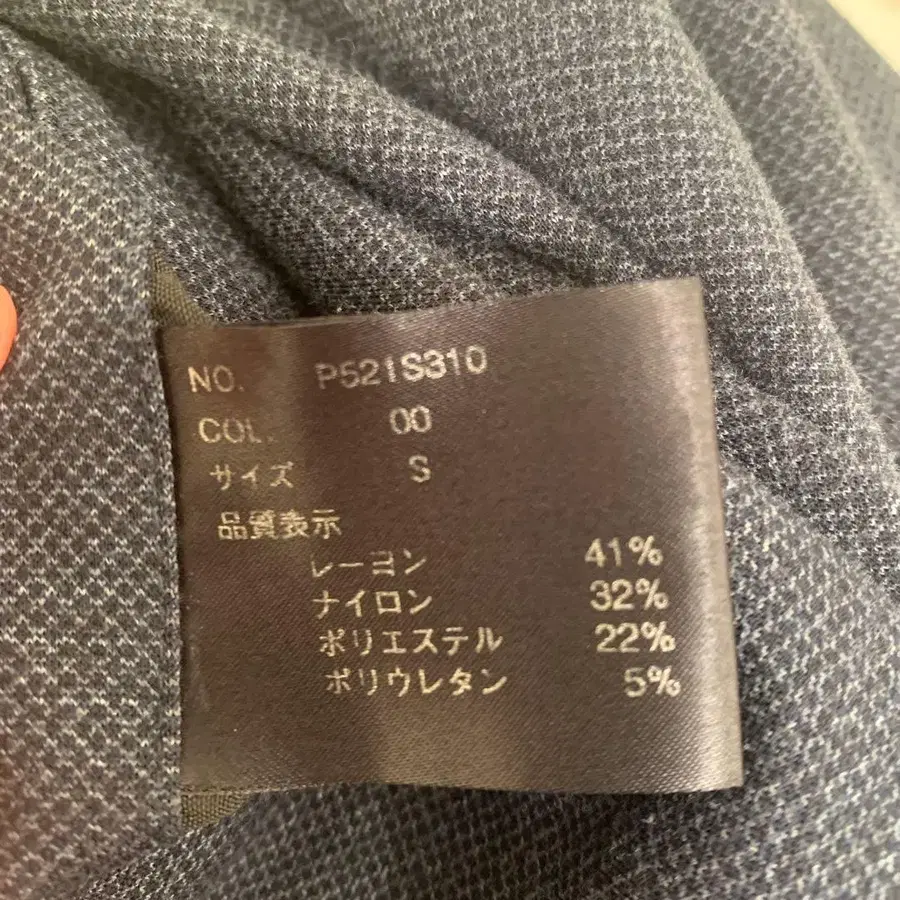 NO. P521S310
COL. 00
サイズ S
品質表示
レーヨン 41%
ナイロン 32%
ポリエステル 22%
ポリウレタン 5%